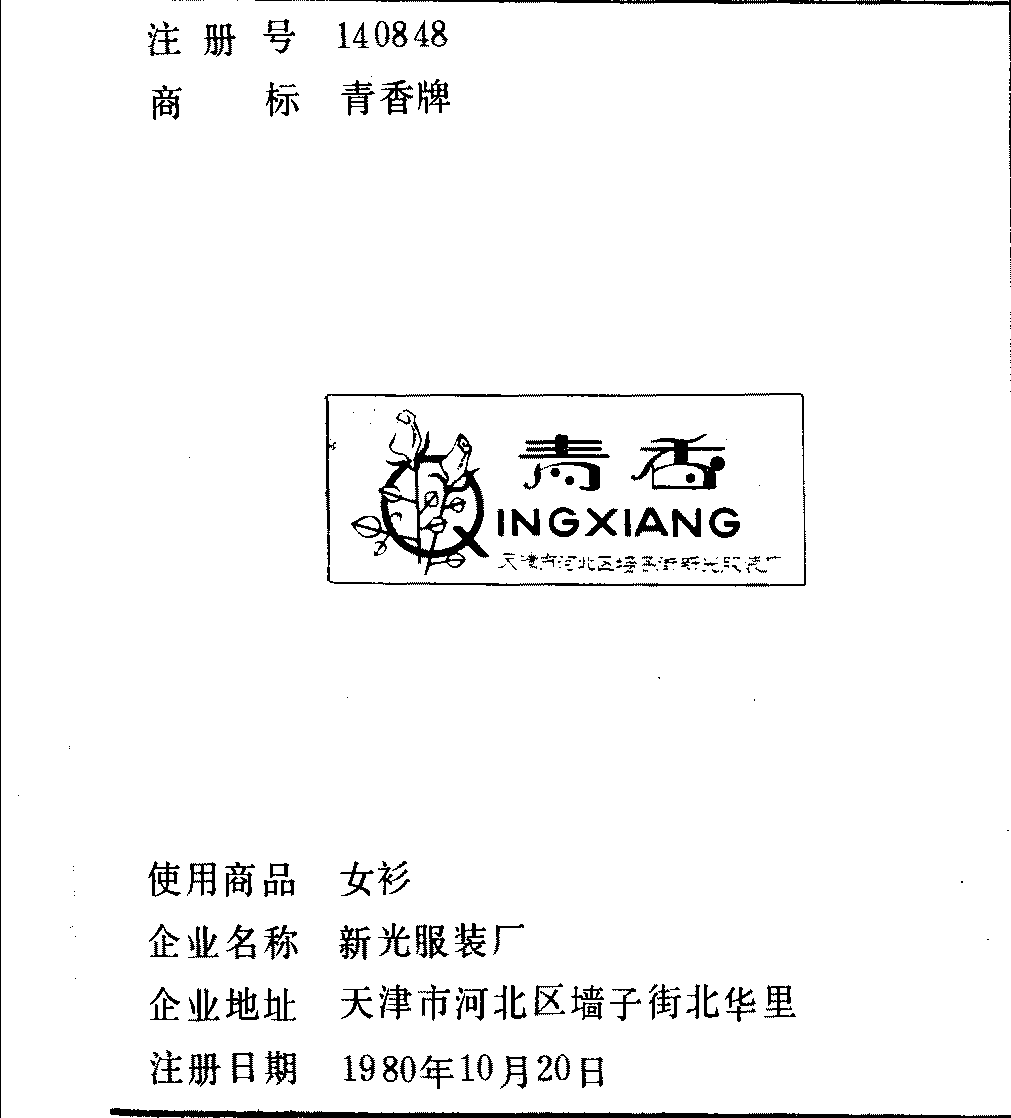 注册号 140848
商标 青香牌
青香
QINGXIANG
天津市河北区墙子街新光服装厂
使用商品 女衫
企业名称 新光服装厂
企业地址 天津市河北区墙子街北华里
注册日期 1980年10月20日